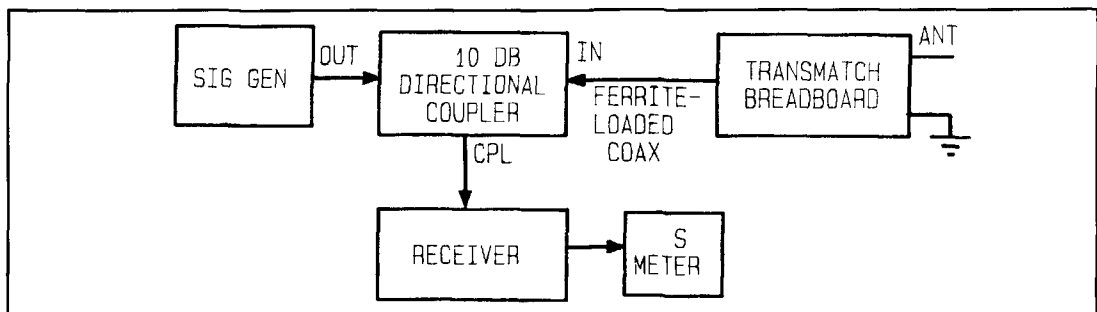 SIG GEN
OUT
10 DB
DIRECTIONAL
COUPLER
IN
FERRITE-
LOADED
COAX
TRANSMATCH
BREADBOARD
ANT
CPL
RECEIVER
S
METER